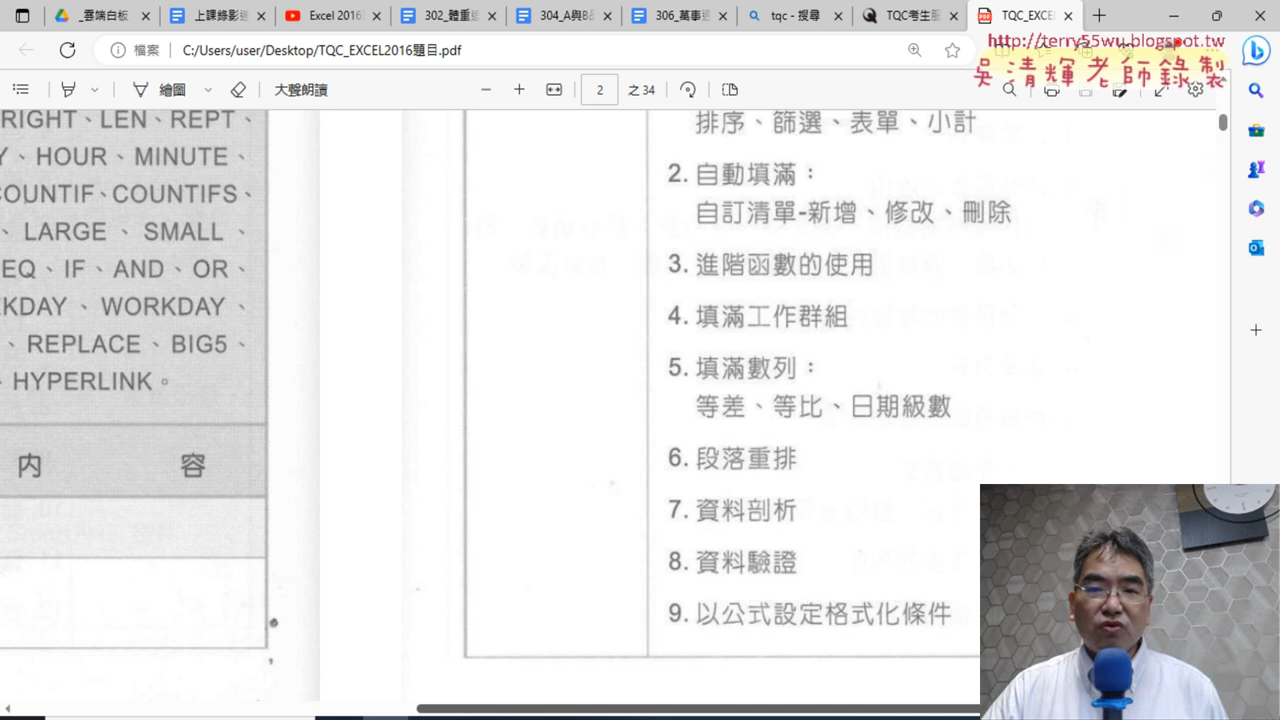 _雲端白板
上課錄影
Excel 2016
302_體重
304_A與B
306_萬事
tqc - 搜尋
TQC考生服
TQC_EXCE
http://terry55wu.blogspot.tw
吳清輝老師錄製
檔案
C:/Users/user/Desktop/TQC_EXCEL2016題目.pdf
繪圖
大聲朗讀
2
之 34
RIGHT、LEN、REPT、
HOUR、MINUTE
COUNTIF、COUNTIFS、
、LARGE、SMALL、
EQ、IF、AND、OR
KDAY、WORKDAY
、REPLACE、BIG5、
HYPERLINK。
內 容
排序、篩選、表單、小計
2. 自動填滿：
自訂清單-新增、修改、刪除
3. 進階函數的使用
4. 填滿工作群組
5. 填滿數列：
等差、等比、日期級數
6. 段落重排
7. 資料剖析
8. 資料驗證
9. 以公式設定格式化條件